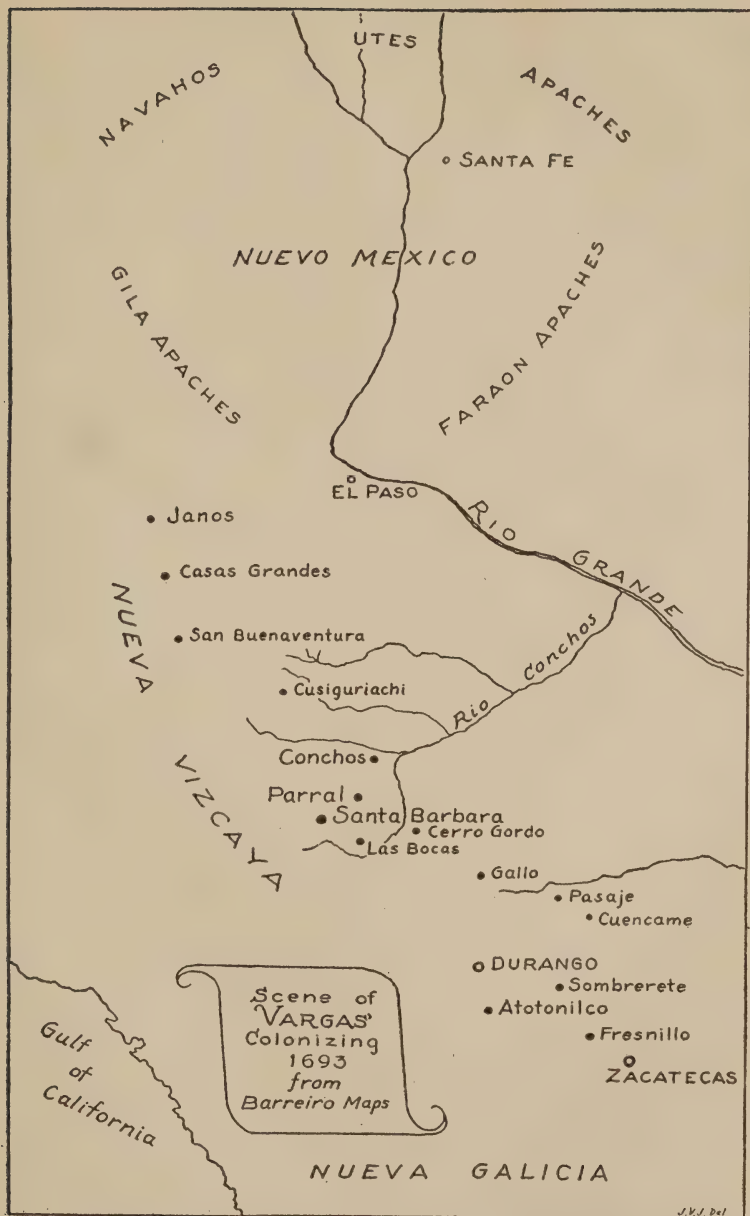 UTES
NAVAHOS
APACHES
SANTA FE
NUEVO MEXICO
GILA APACHES
FARAON APACHES
EL PASO
RIO GRANDE
Janos
Casas Grandes
NUEVA VIZCAYA
San Buenaventura
Rio Conchos
Cusiguriachi
Conchos
Parral
Santa Barbara
Cerro Gordo
Las Bocas
Gallo
Pasaje
Cuencame
DURANGO
Sombrerete
Atotonilco
Fresnillo
ZACATECAS
Scene of
VARGAS'
Colonizing
1693
from
Barreiro Maps
Gulf
of
California
NUEVA GALICIA
J.V.J. Del